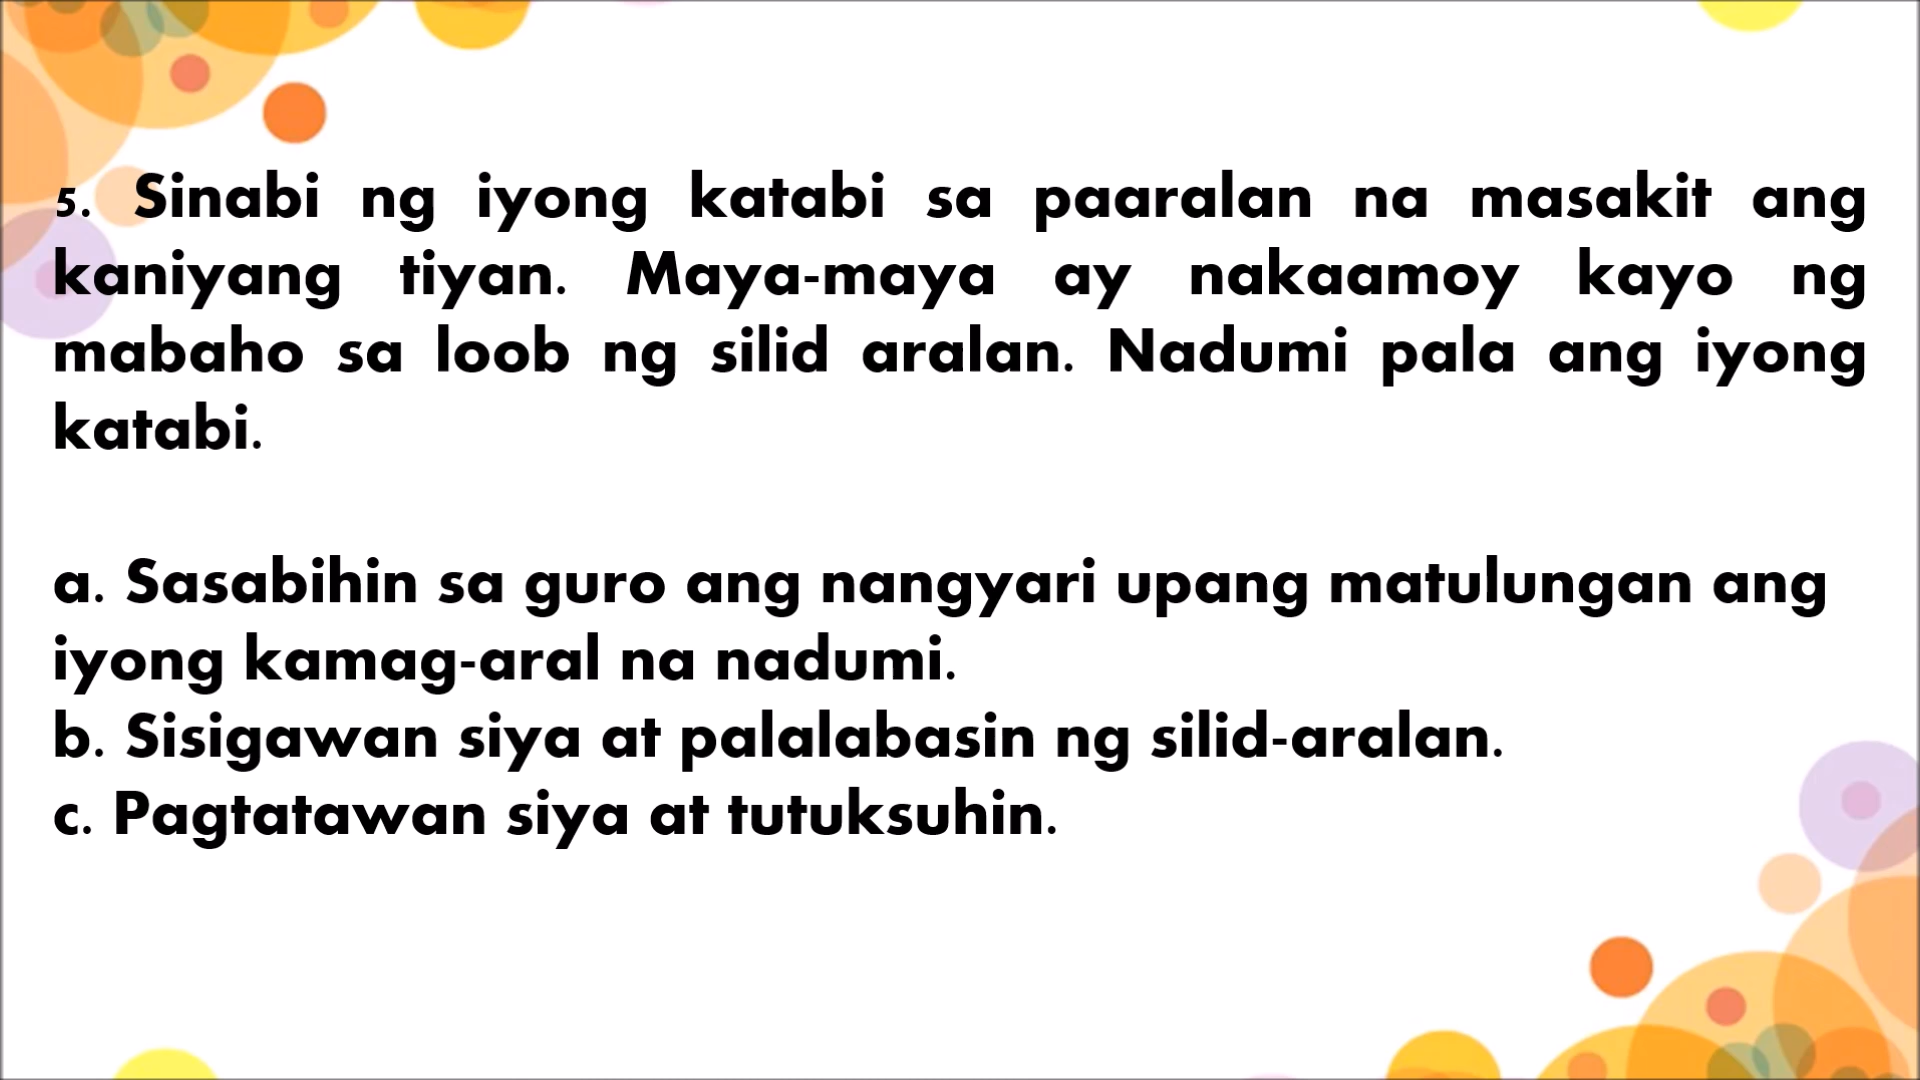 5. Sinabi ng iyong katabi sa paaralan na masakit ang
kaniyang tiyan. Maya-maya ay nakaamoy kayo ng
mabaho sa loob ng silid aralan. Nadumi pala ang iyong
katabi.
a. Sasabihin sa guro ang nangyari upang matulungan ang
iyong kamag-aral na nadumi.
b. Sisigawan siya at palalabasin ng silid-aralan.
c. Pagtatawan siya at tutuksuhin.